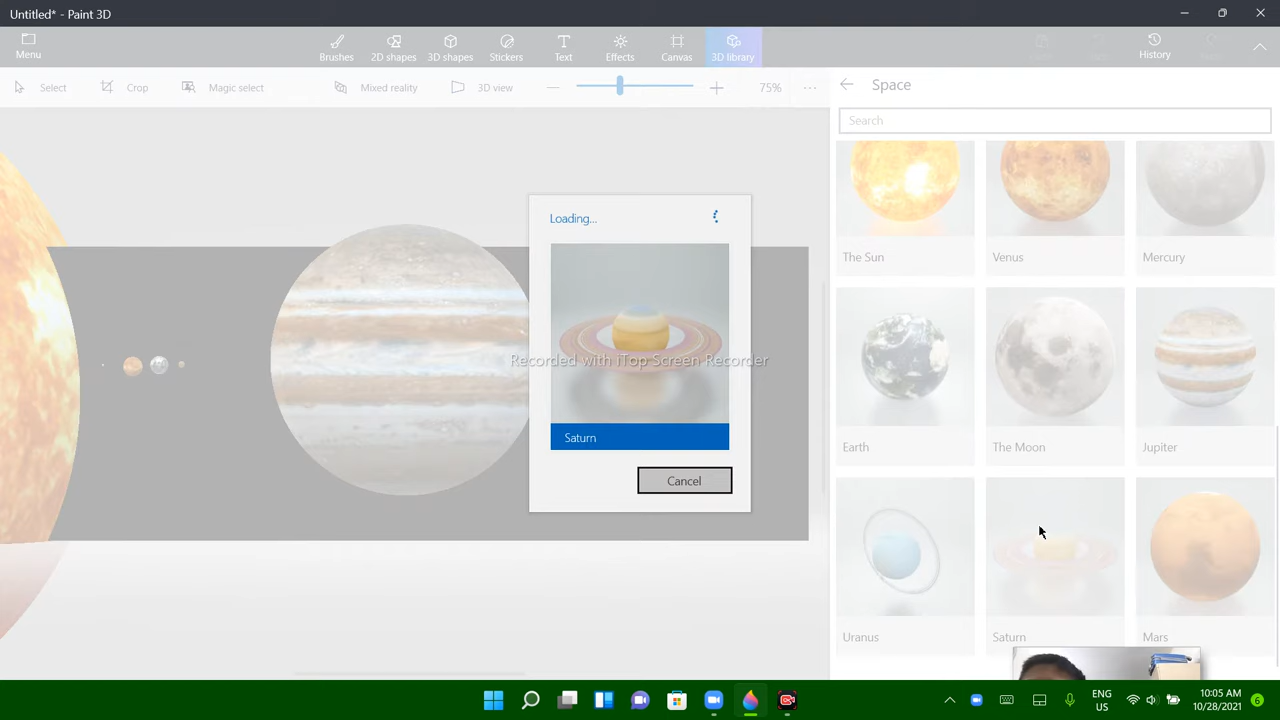 Untitled* - Paint 3D
Menu
Brushes
2D shapes
3D shapes
Stickers
Text
Effects
Canvas
3D library
History
Select
Crop
Magic select
Mixed reality
3D view
75%
Space
Search
The Sun
Venus
Mercury
Loading...
Saturn
Cancel
Recorded with iTop Screen Recorder
Earth
The Moon
Jupiter
Uranus
Saturn
Mars
ENG
US
10:05 AM
10/28/2021
6